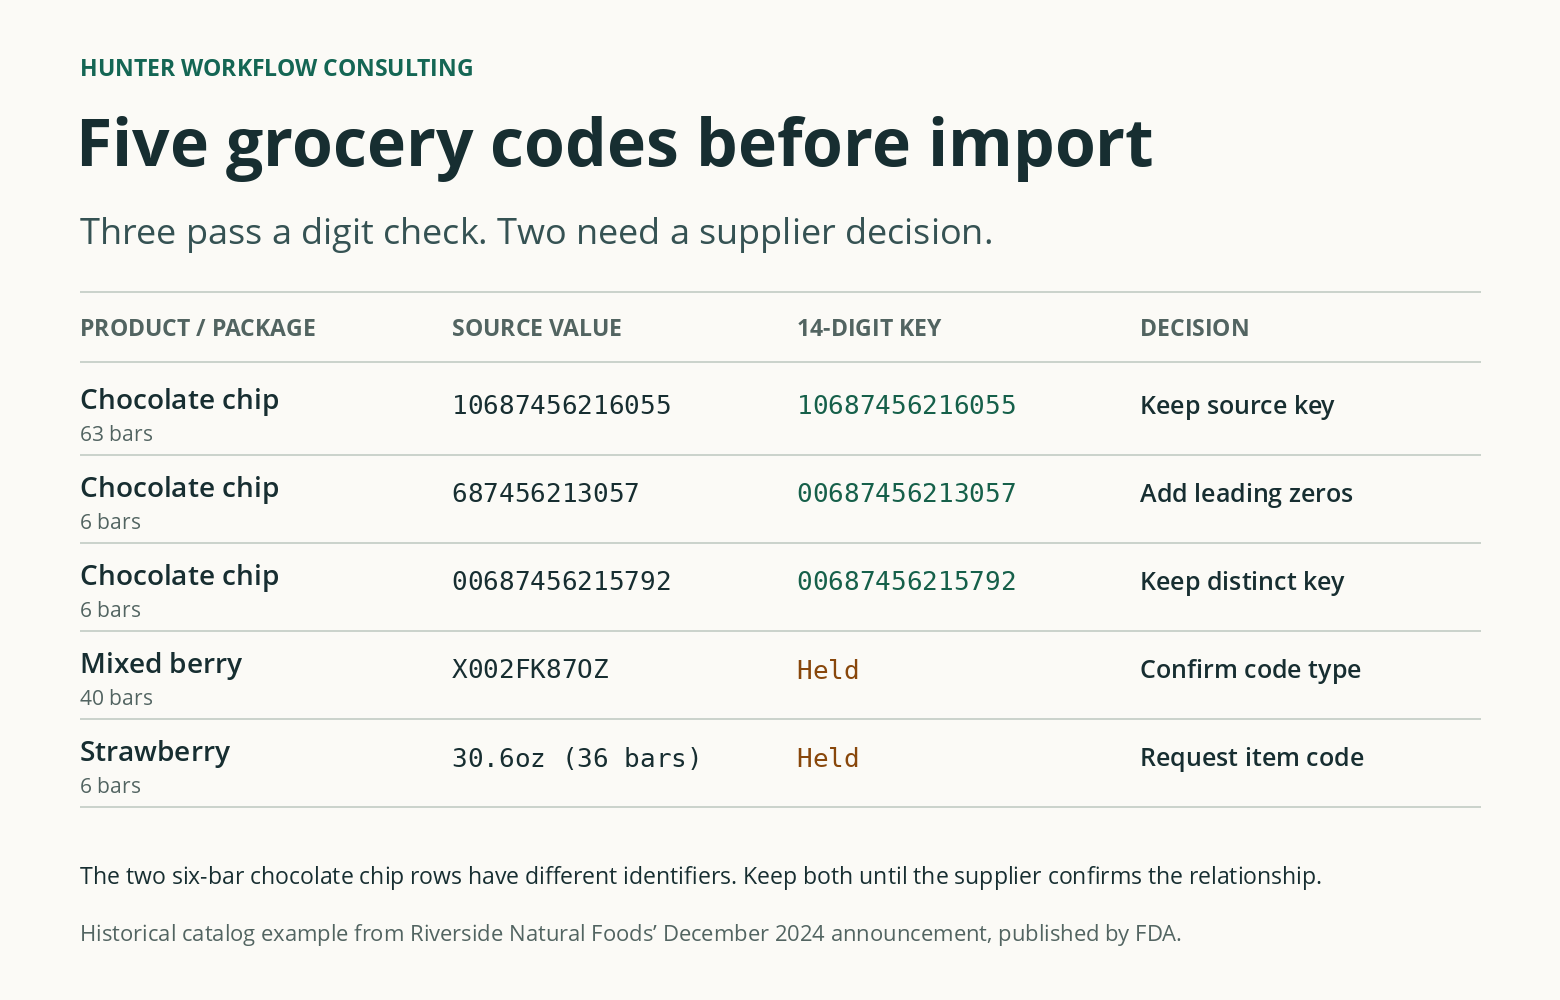 HUNTER WORKFLOW CONSULTING
Five grocery codes before import
Three pass a digit check. Two need a supplier decision.
PRODUCT / PACKAGE SOURCE VALUE 14-DIGIT KEY DECISION
Chocolate chip 10687456216055 10687456216055 Keep source key
63 bars
Chocolate chip 687456213057 00687456213057 Add leading zeros
6 bars
Chocolate chip 00687456215792 00687456215792 Keep distinct key
6 bars
Mixed berry X002FK87OZ Held Confirm code type
40 bars
Strawberry 30.6oz (36 bars) Held Request item code
6 bars
The two six-bar chocolate chip rows have different identifiers. Keep both until the supplier confirms the relationship.
Historical catalog example from Riverside Natural Foods’ December 2024 announcement, published by FDA.